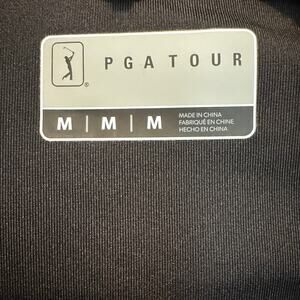 PGA TOUR
®
M | M | M
MADE IN CHINA
FABRIQUÉ EN CHINE
HECHO EN CHINA